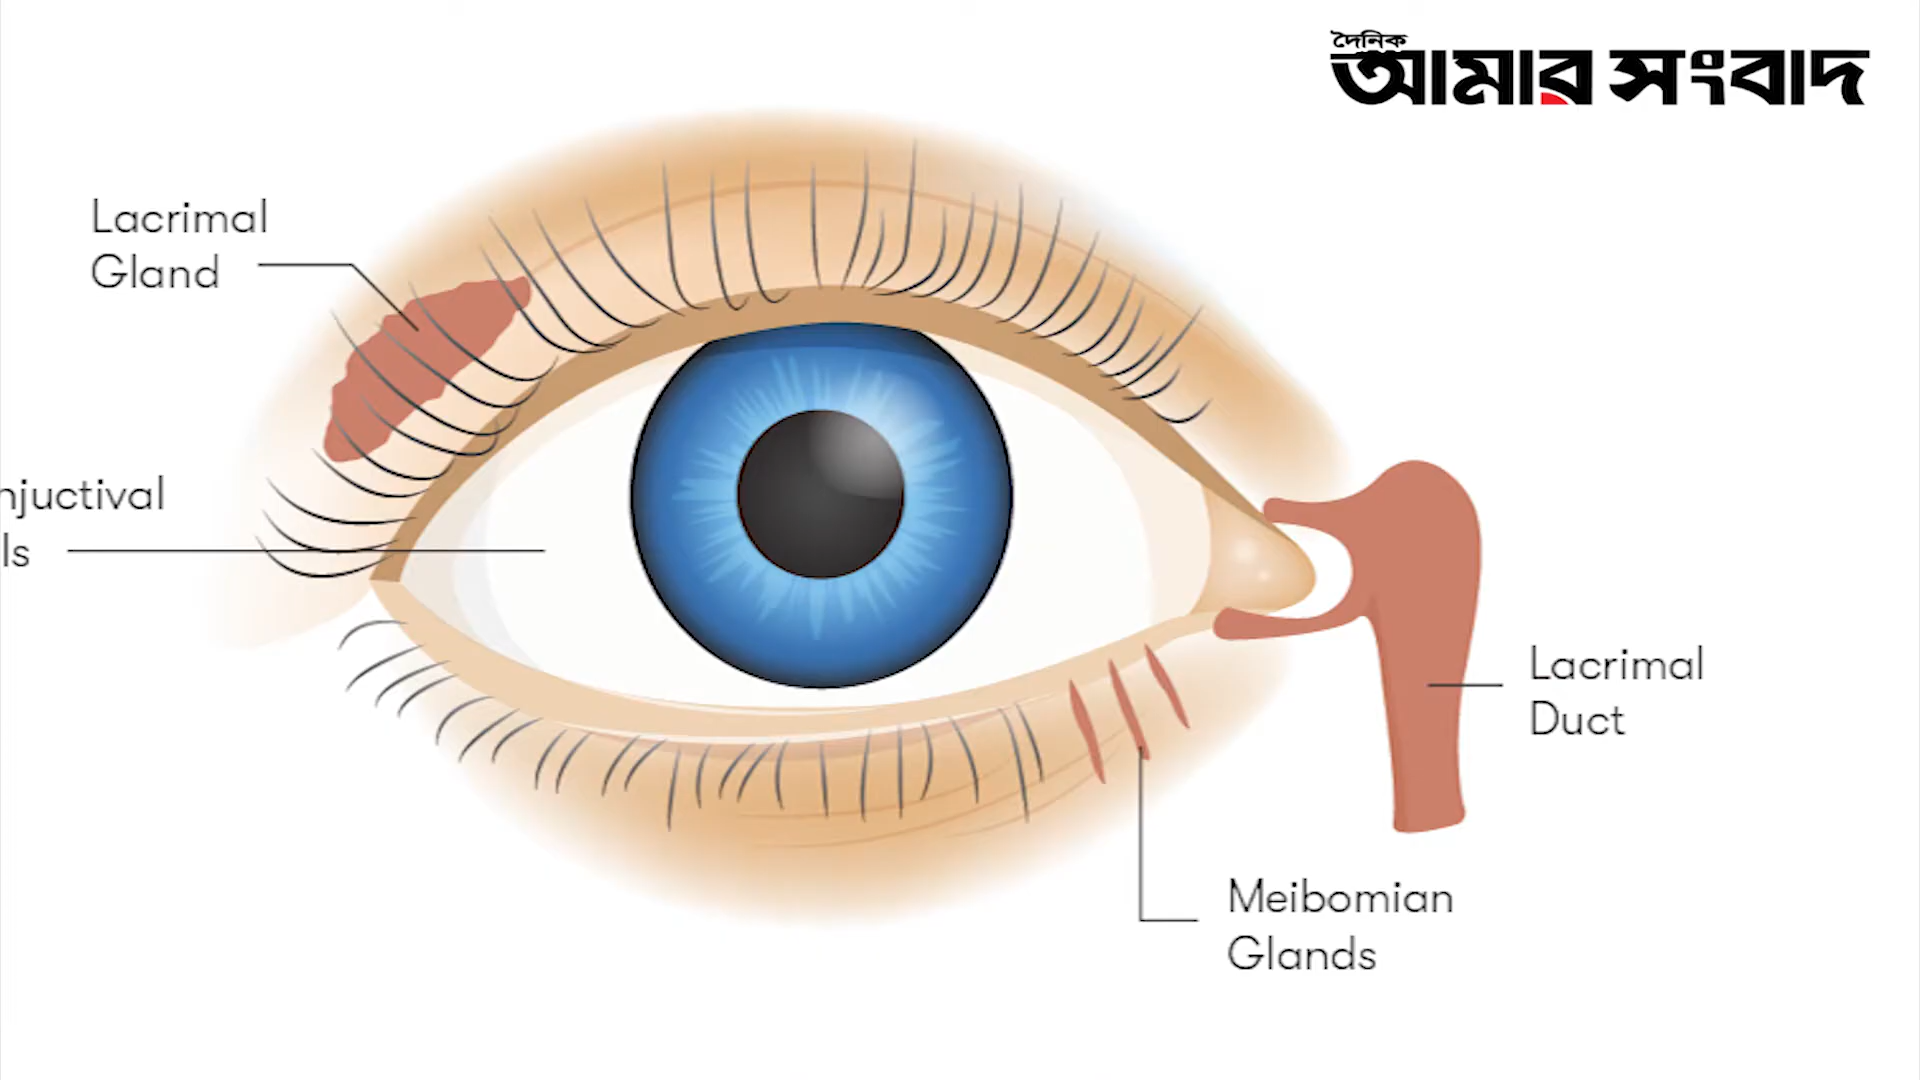 দৈনিক
আমার সংবাদ
Lacrimal
Gland
njuctival
ls
Lacrimal
Duct
Meibomian
Glands